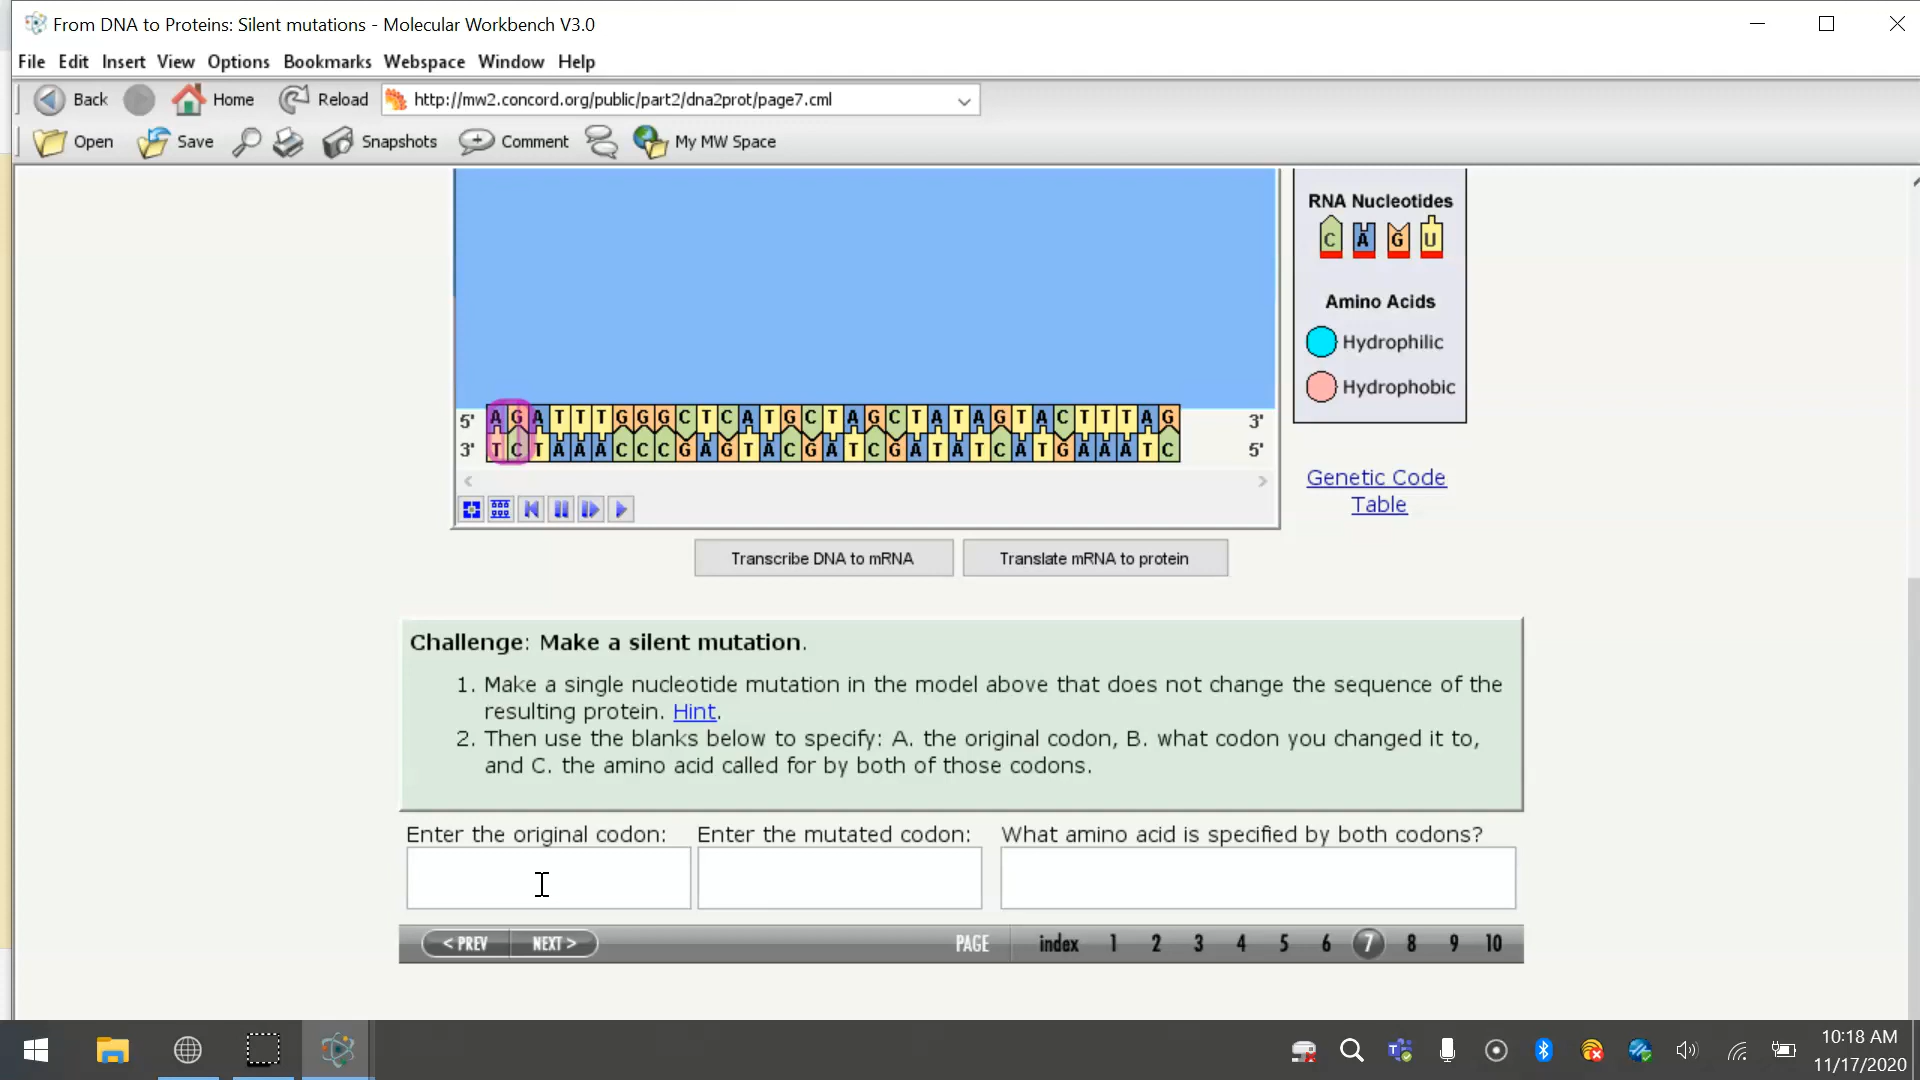 From DNA to Proteins: Silent mutations - Molecular Workbench V3.0
File Edit Insert View Options Bookmarks Webspace Window Help
Back Home Reload http://mw2.concord.org/public/part2/dna2prot/page7.cml
Open Save Snapshots Comment My MW Space
RNA Nucleotides
C A G U
Amino Acids
Hydrophilic
Hydrophobic
5' A G A T T T G G G C T C A T G C T A G C T A T A G T A C T T T A G 3'
3' T C T A A A C C C G A G T A C G A T C G A T A T C A T G A A A T C 5'
Genetic Code
Table
Transcribe DNA to mRNA Translate mRNA to protein
Challenge: Make a silent mutation.
1. Make a single nucleotide mutation in the model above that does not change the sequence of the
resulting protein. Hint.
2. Then use the blanks below to specify: A. the original codon, B. what codon you changed it to,
and C. the amino acid called for by both of those codons.
Enter the original codon: Enter the mutated codon: What amino acid is specified by both codons?
< PREV NEXT > PAGE index 1 2 3 4 5 6 7 8 9 10
10:18 AM
11/17/2020